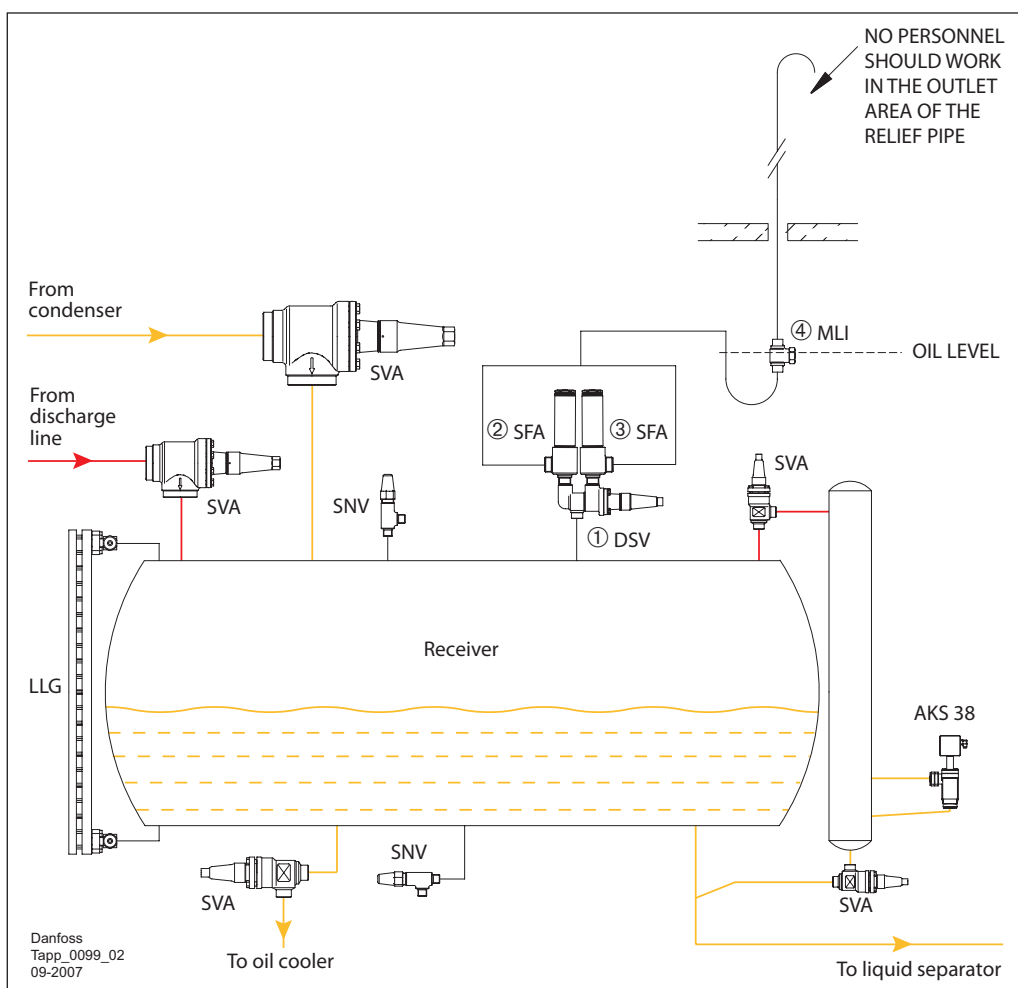 NO PERSONNEL
SHOULD WORK
IN THE OUTLET
AREA OF THE
RELIEF PIPE
From
condenser
④ MLI
OIL LEVEL
SVA
From
discharge
line
② SFA
③ SFA
SVA
SVA
SNV
① DSV
Receiver
LLG
AKS 38
SNV
SVA
SVA
Danfoss
Tapp_0099_02
09-2007
To oil cooler
To liquid separator